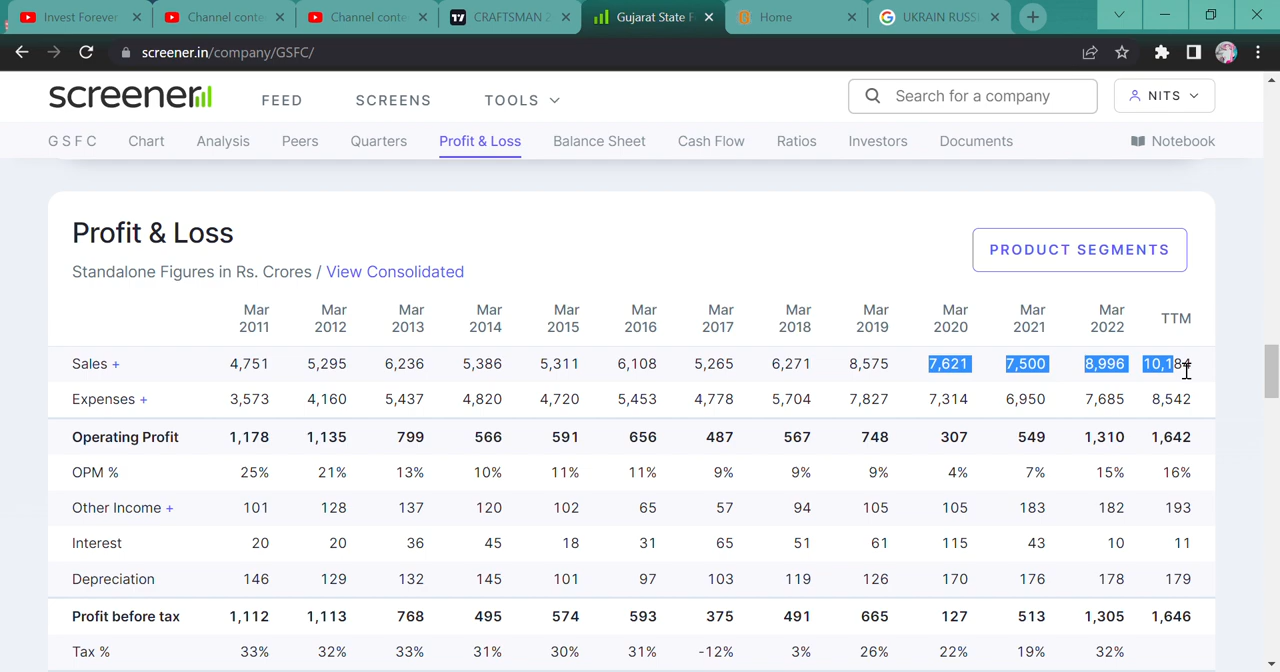 Invest Forever
Channel conte
Channel conte
CRAFTSMAN 2
Gujarat State F
Home
UKRAIN RUSSI
screener.in/company/GSFC/
screener
FEED
SCREENS
TOOLS
Search for a company
NITS
G S F C
Chart
Analysis
Peers
Quarters
Profit & Loss
Balance Sheet
Cash Flow
Ratios
Investors
Documents
Notebook
Profit & Loss
PRODUCT SEGMENTS
Standalone Figures in Rs. Crores / View Consolidated
Mar 2011 Mar 2012 Mar 2013 Mar 2014 Mar 2015 Mar 2016 Mar 2017 Mar 2018 Mar 2019 Mar 2020 Mar 2021 Mar 2022 TTM
Sales + 4,751 5,295 6,236 5,386 5,311 6,108 5,265 6,271 8,575 7,621 7,500 8,996 10,184
Expenses + 3,573 4,160 5,437 4,820 4,720 5,453 4,778 5,704 7,827 7,314 6,950 7,685 8,542
Operating Profit 1,178 1,135 799 566 591 656 487 567 748 307 549 1,310 1,642
OPM % 25% 21% 13% 10% 11% 11% 9% 9% 9% 4% 7% 15% 16%
Other Income + 101 128 137 120 102 65 57 94 105 105 183 182 193
Interest 20 20 36 45 18 31 65 51 61 115 43 10 11
Depreciation 146 129 132 145 101 97 103 119 126 170 176 178 179
Profit before tax 1,112 1,113 768 495 574 593 375 491 665 127 513 1,305 1,646
Tax % 33% 32% 33% 31% 30% 31% -12% 3% 26% 22% 19% 32%